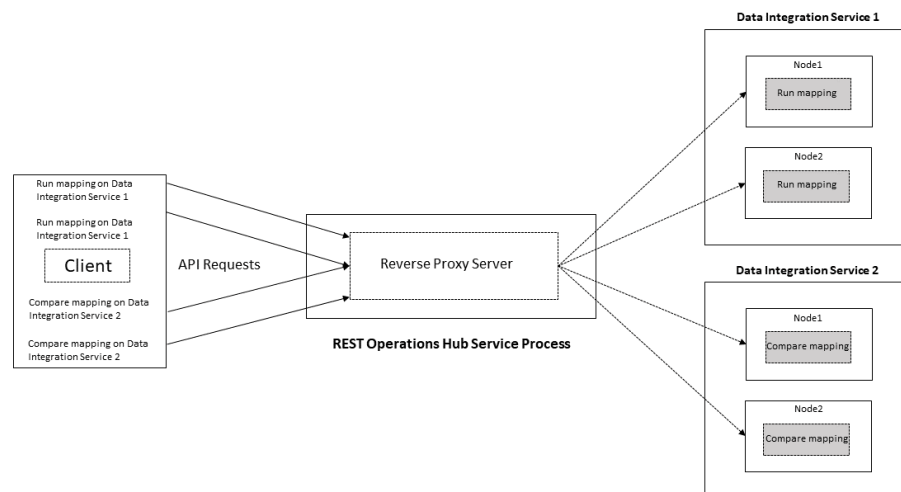 Data Integration Service 1
Node1
Run mapping
Node2
Run mapping
Run mapping on Data
Integration Service 1
Run mapping on Data
Integration Service 1
Client
Compare mapping on Data
Integration Service 2
Compare mapping on Data
Integration Service 2
API Requests
Reverse Proxy Server
REST Operations Hub Service Process
Data Integration Service 2
Node1
Compare mapping
Node2
Compare mapping